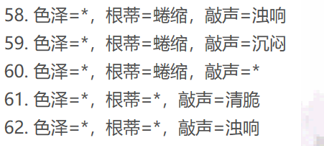 58. 色泽=*，根蒂=蜷缩，敲声=浊响
59. 色泽=*，根蒂=蜷缩，敲声=沉闷
60. 色泽=*，根蒂=蜷缩，敲声=*
61. 色泽=*，根蒂=*，敲声=清脆
62. 色泽=*，根蒂=*，敲声=浊响